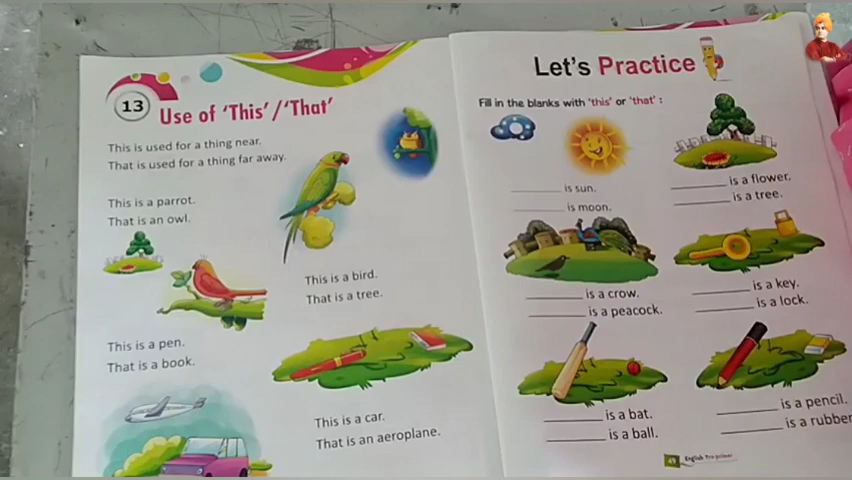 13
Use of 'This'/'That'
This is used for a thing near.
That is used for a thing far away.
This is a parrot.
That is an owl.
This is a bird.
That is a tree.
This is a pen.
That is a book.
This is a car.
That is an aeroplane.
Let's Practice
Fill in the blanks with 'this' or 'that' :
________ is sun.
________ is moon.
________ is a flower.
________ is a tree.
________ is a crow.
________ is a peacock.
________ is a key.
________ is a lock.
________ is a bat.
________ is a ball.
________ is a pencil.
________ is a rubber
49 English Pre-primer